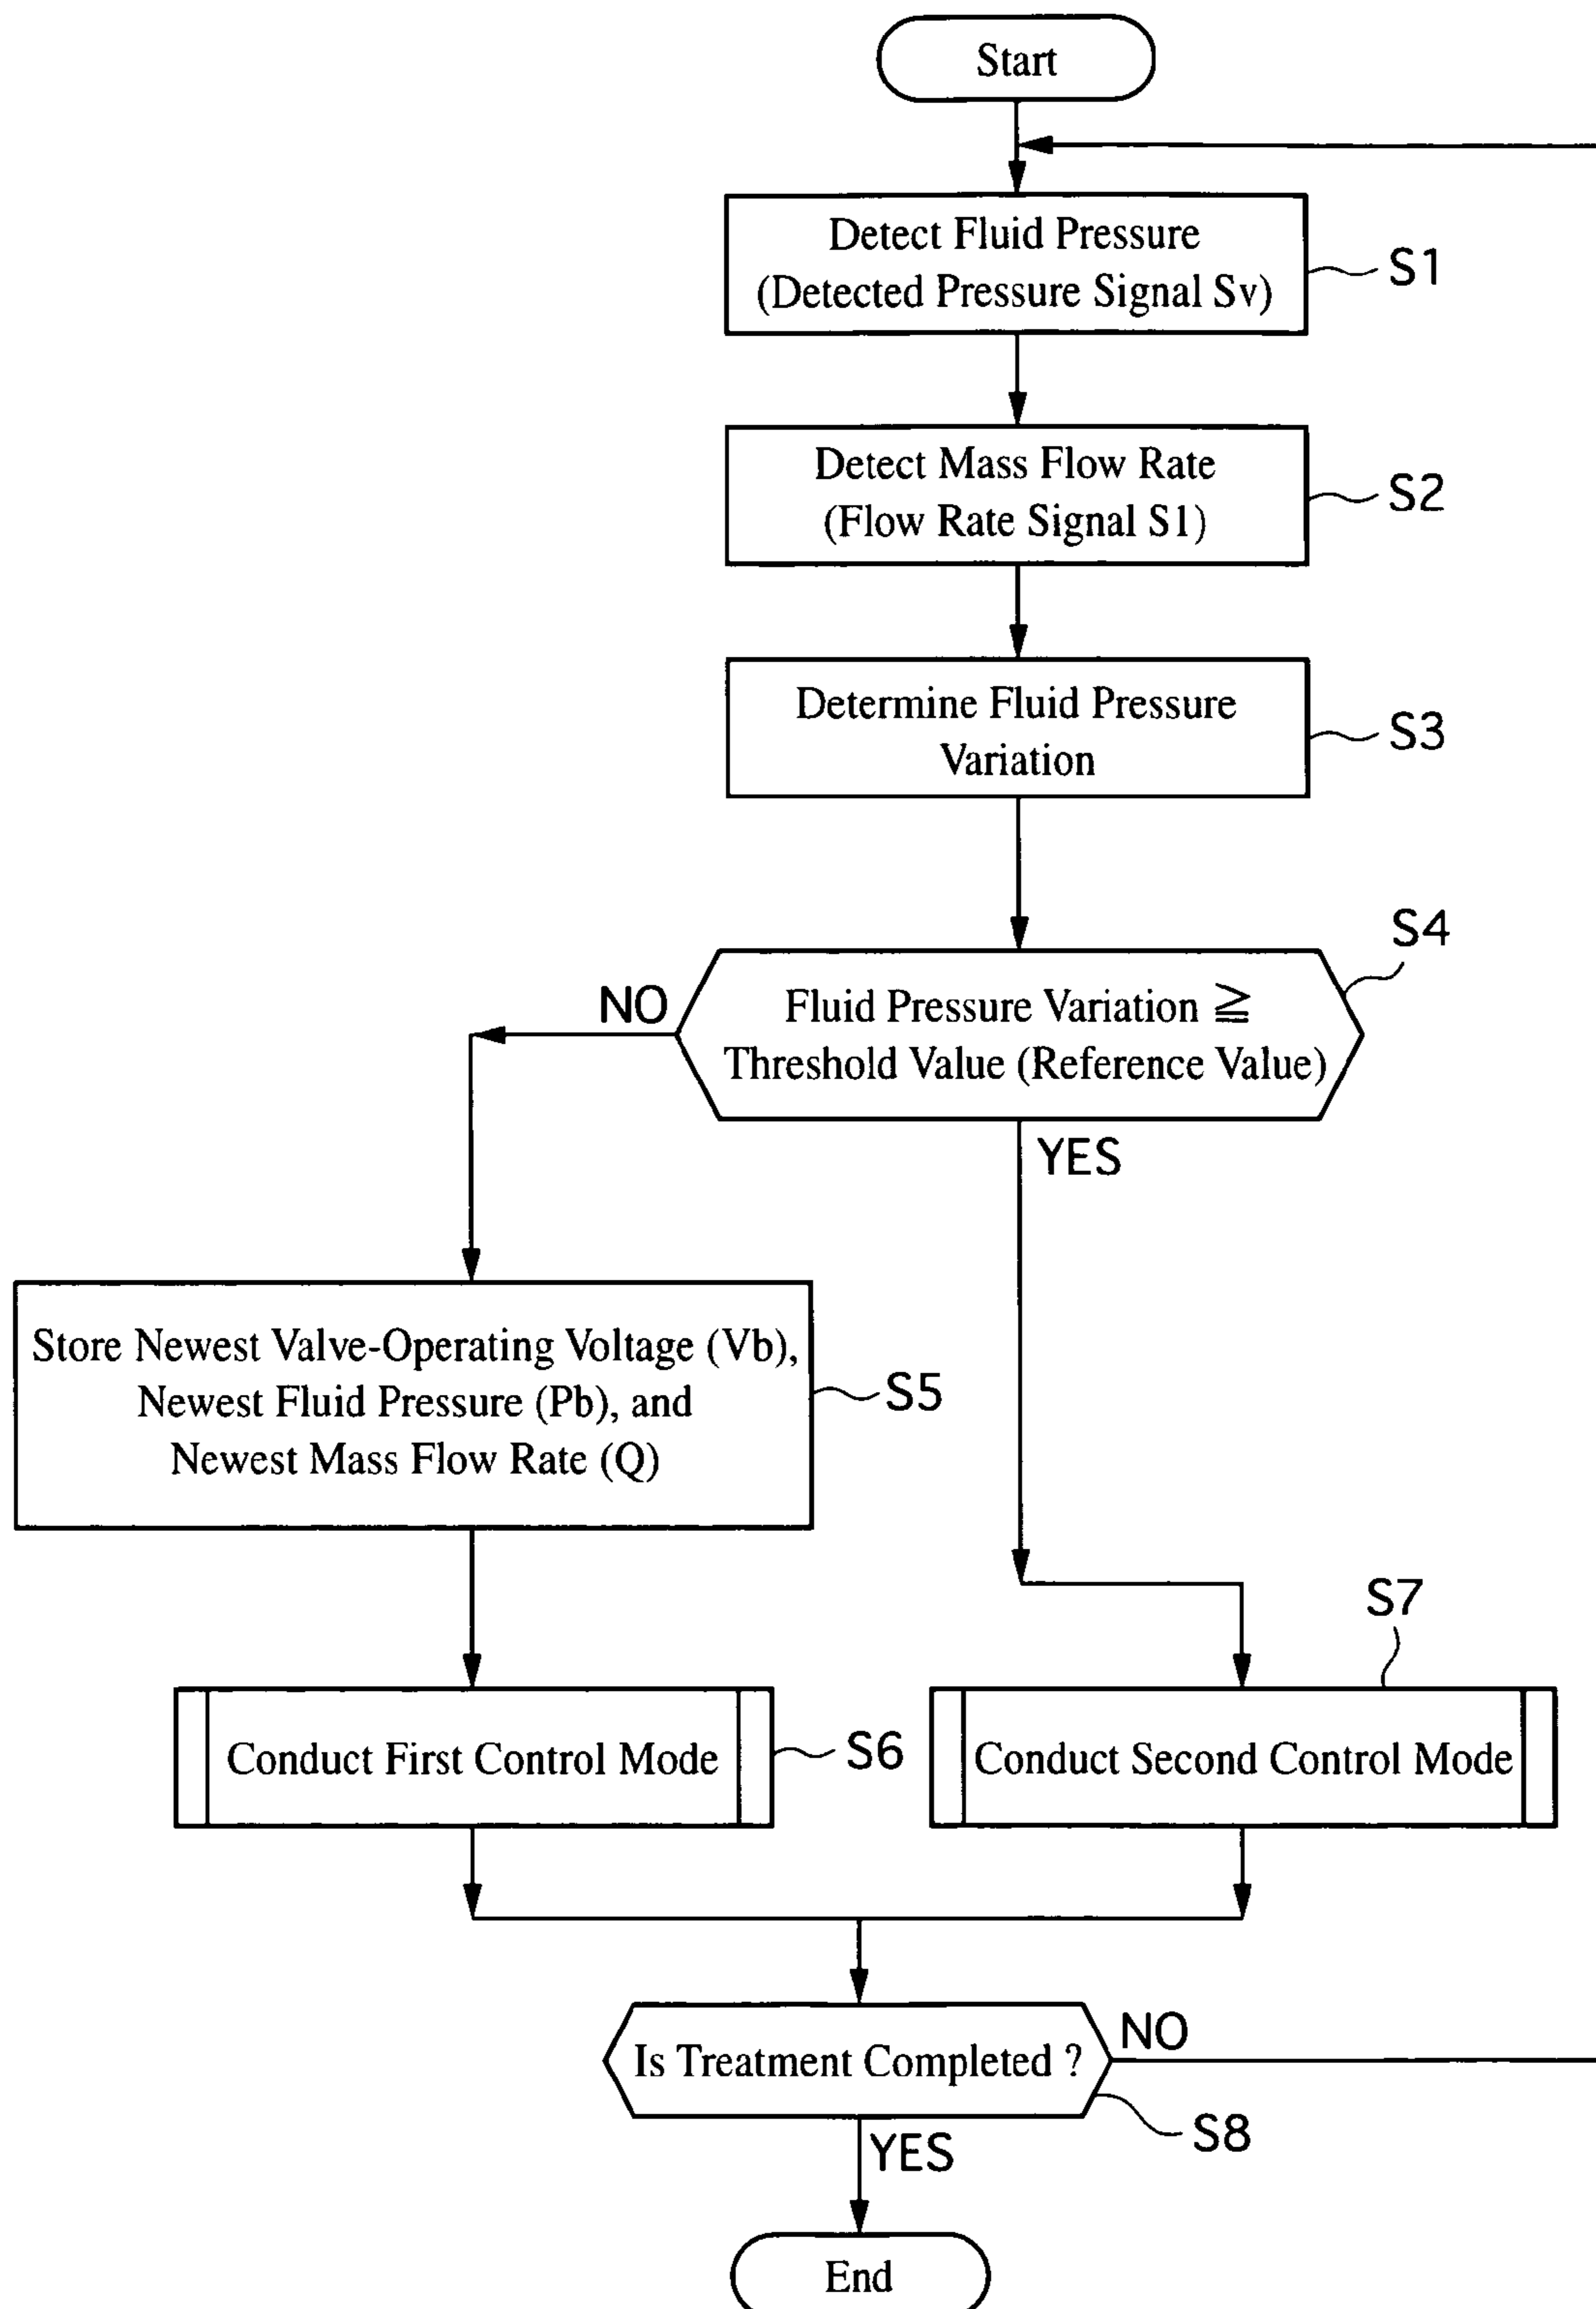 Start
Detect Fluid Pressure
(Detected Pressure Signal Sv)
S1
Detect Mass Flow Rate
(Flow Rate Signal S1)
S2
Determine Fluid Pressure
Variation
S3
S4
NO
Fluid Pressure Variation ≧
Threshold Value (Reference Value)
YES
Store Newest Valve-Operating Voltage (Vb),
Newest Fluid Pressure (Pb), and
Newest Mass Flow Rate (Q)
S5
S7
Conduct First Control Mode
S6
Conduct Second Control Mode
Is Treatment Completed ?
NO
S8
YES
End